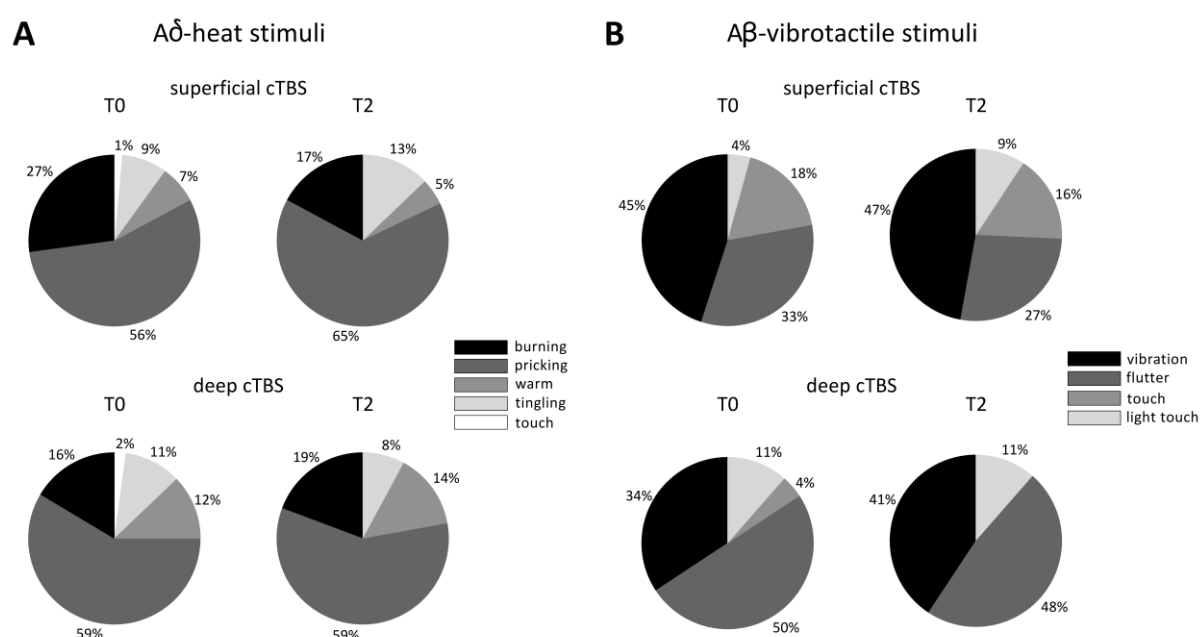 A
Aδ-heat stimuli
superficial cTBS
T0
T2
1%
9%
7%
56%
27%
13%
5%
65%
17%
deep cTBS
T0
T2
2%
11%
12%
59%
16%
8%
14%
59%
19%
burning
pricking
warm
tingling
touch
B
Aβ-vibrotactile stimuli
superficial cTBS
T0
T2
4%
18%
33%
45%
9%
16%
27%
47%
deep cTBS
T0
T2
11%
4%
50%
34%
11%
48%
41%
vibration
flutter
touch
light touch